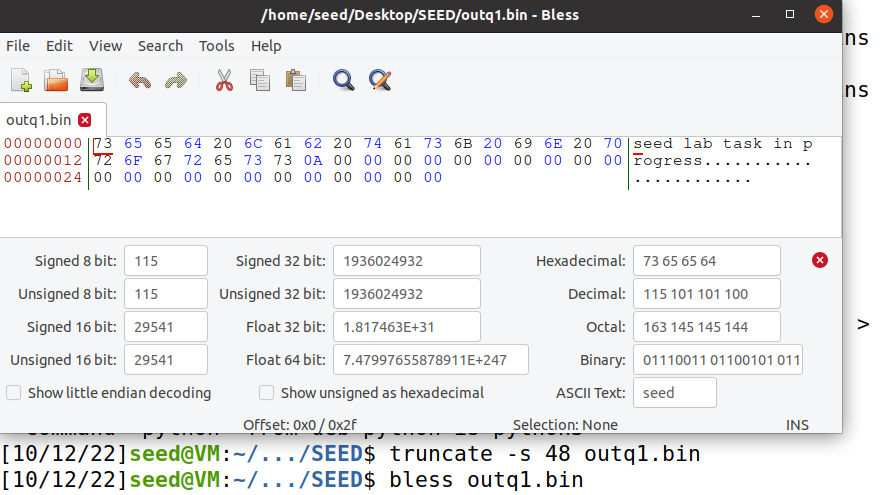 /home/seed/Desktop/SEED/outq1.bin - Bless
File Edit View Search Tools Help
ns
ns
outq1.bin
00000000 73 65 65 64 20 6C 61 62 20 74 61 73 6B 20 69 6E 20 70 seed lab task in p
00000012 72 6F 67 72 65 73 73 0A 00 00 00 00 00 00 00 00 00 00 rogress...........
00000024 00 00 00 00 00 00 00 00 00 00 00 00 ............
Signed 8 bit: 115 Signed 32 bit: 1936024932 Hexadecimal: 73 65 65 64
Unsigned 8 bit: 115 Unsigned 32 bit: 1936024932 Decimal: 115 101 101 100
Signed 16 bit: 29541 Float 32 bit: 1.817463E+31 Octal: 163 145 145 144
>
Unsigned 16 bit: 29541 Float 64 bit: 7.47997655878911E+247 Binary: 01110011 01100101 011
Show little endian decoding Show unsigned as hexadecimal ASCII Text: seed
Offset: 0x0 / 0x2f Selection: None INS
[10/12/22]seed@VM:~/.../SEED$ truncate -s 48 outq1.bin
[10/12/22]seed@VM:~/.../SEED$ bless outq1.bin